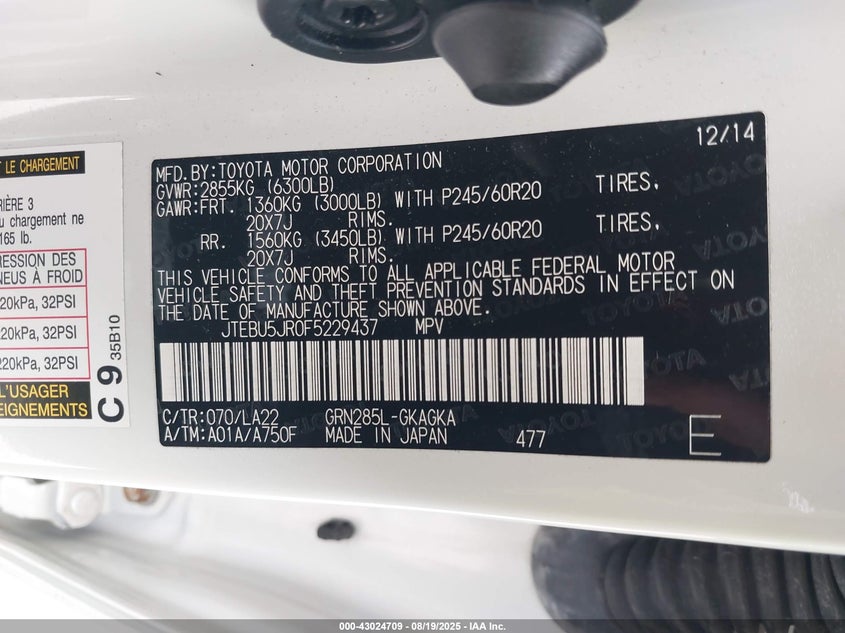 T LE CHARGEMENT
RIÈRE 3
u chargement ne
165 lb.
RESSION DES
NEUS À FROID
20kPa, 32PSI
20kPa, 32PSI
220kPa, 32PSI
L'USAGER
EIGNEMENTS
C 9 35B10
12/14
MFD.BY:TOYOTA MOTOR CORPORATION
GVWR:2855KG (6300LB)
GAWR:FRT. 1360KG (3000LB) WITH P245/60R20 TIRES,
20X7J RIMS.
RR. 1560KG (3450LB) WITH P245/60R20 TIRES,
20X7J RIMS.
THIS VEHICLE CONFORMS TO ALL APPLICABLE FEDERAL MOTOR
VEHICLE SAFETY AND THEFT PREVENTION STANDARDS IN EFFECT ON
THE DATE OF MANUFACTURE SHOWN ABOVE.
JTEBU5JR0F5229437 MPV
C/TR:070/LA22 GRN285L-GKAGKA
A/TM:A01A/A750F MADE IN JAPAN 477 E
000-43024709 - 08/19/2025 - IAA Inc.